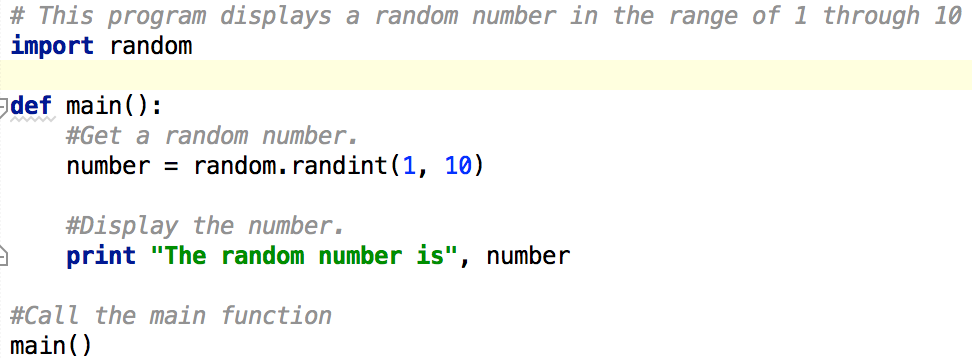 # This program displays a random number in the range of 1 through 10
import random
def main():
#Get a random number.
number = random.randint(1, 10)
#Display the number.
print "The random number is", number
#Call the main function
main()